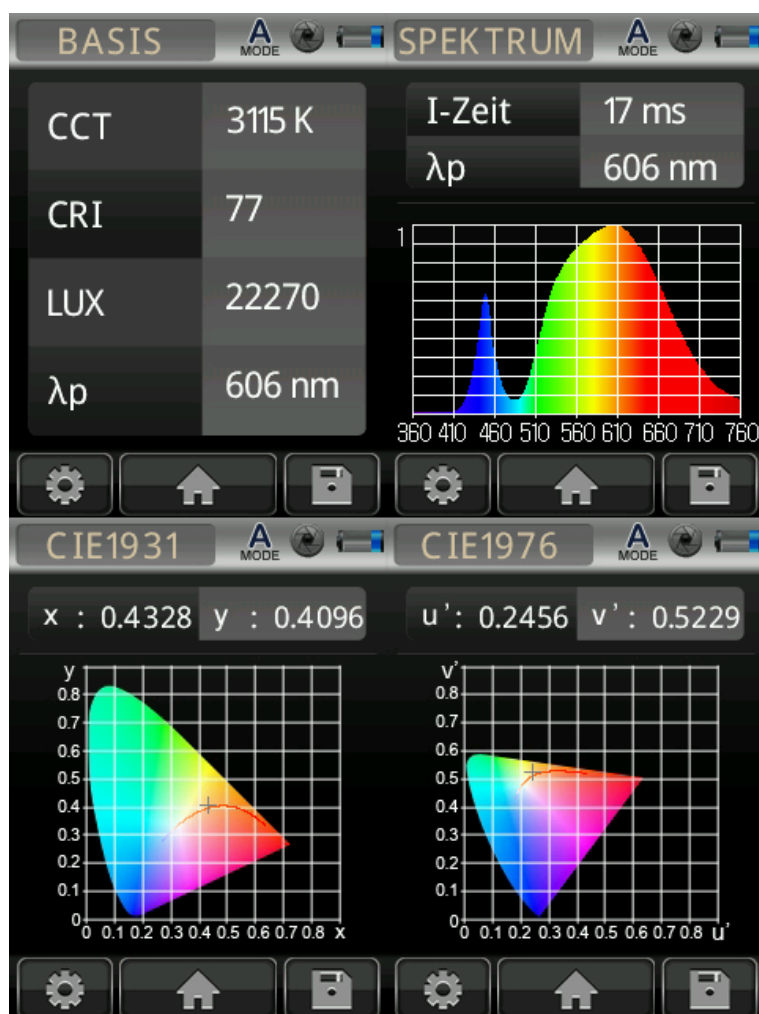 BASIS
A
MODE
CCT 3115 K
CRI 77
LUX 22270
λp 606 nm
SPEKTRUM
A
MODE
I-Zeit 17 ms
λp 606 nm
1
360 410 460 510 560 610 660 710 760
CIE1931
A
MODE
x : 0.4328 y : 0.4096
y
0.8
0.7
0.6
0.5
0.4
0.3
0.2
0.1
0
0 0.1 0.2 0.3 0.4 0.5 0.6 0.7 0.8 x
CIE1976
A
MODE
u’: 0.2456 v’: 0.5229
v’
0.8
0.7
0.6
0.5
0.4
0.3
0.2
0.1
0
0 0.1 0.2 0.3 0.4 0.5 0.6 0.7 0.8 u’